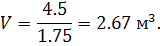 V = 4.5/1.75 = 2.67 м³.